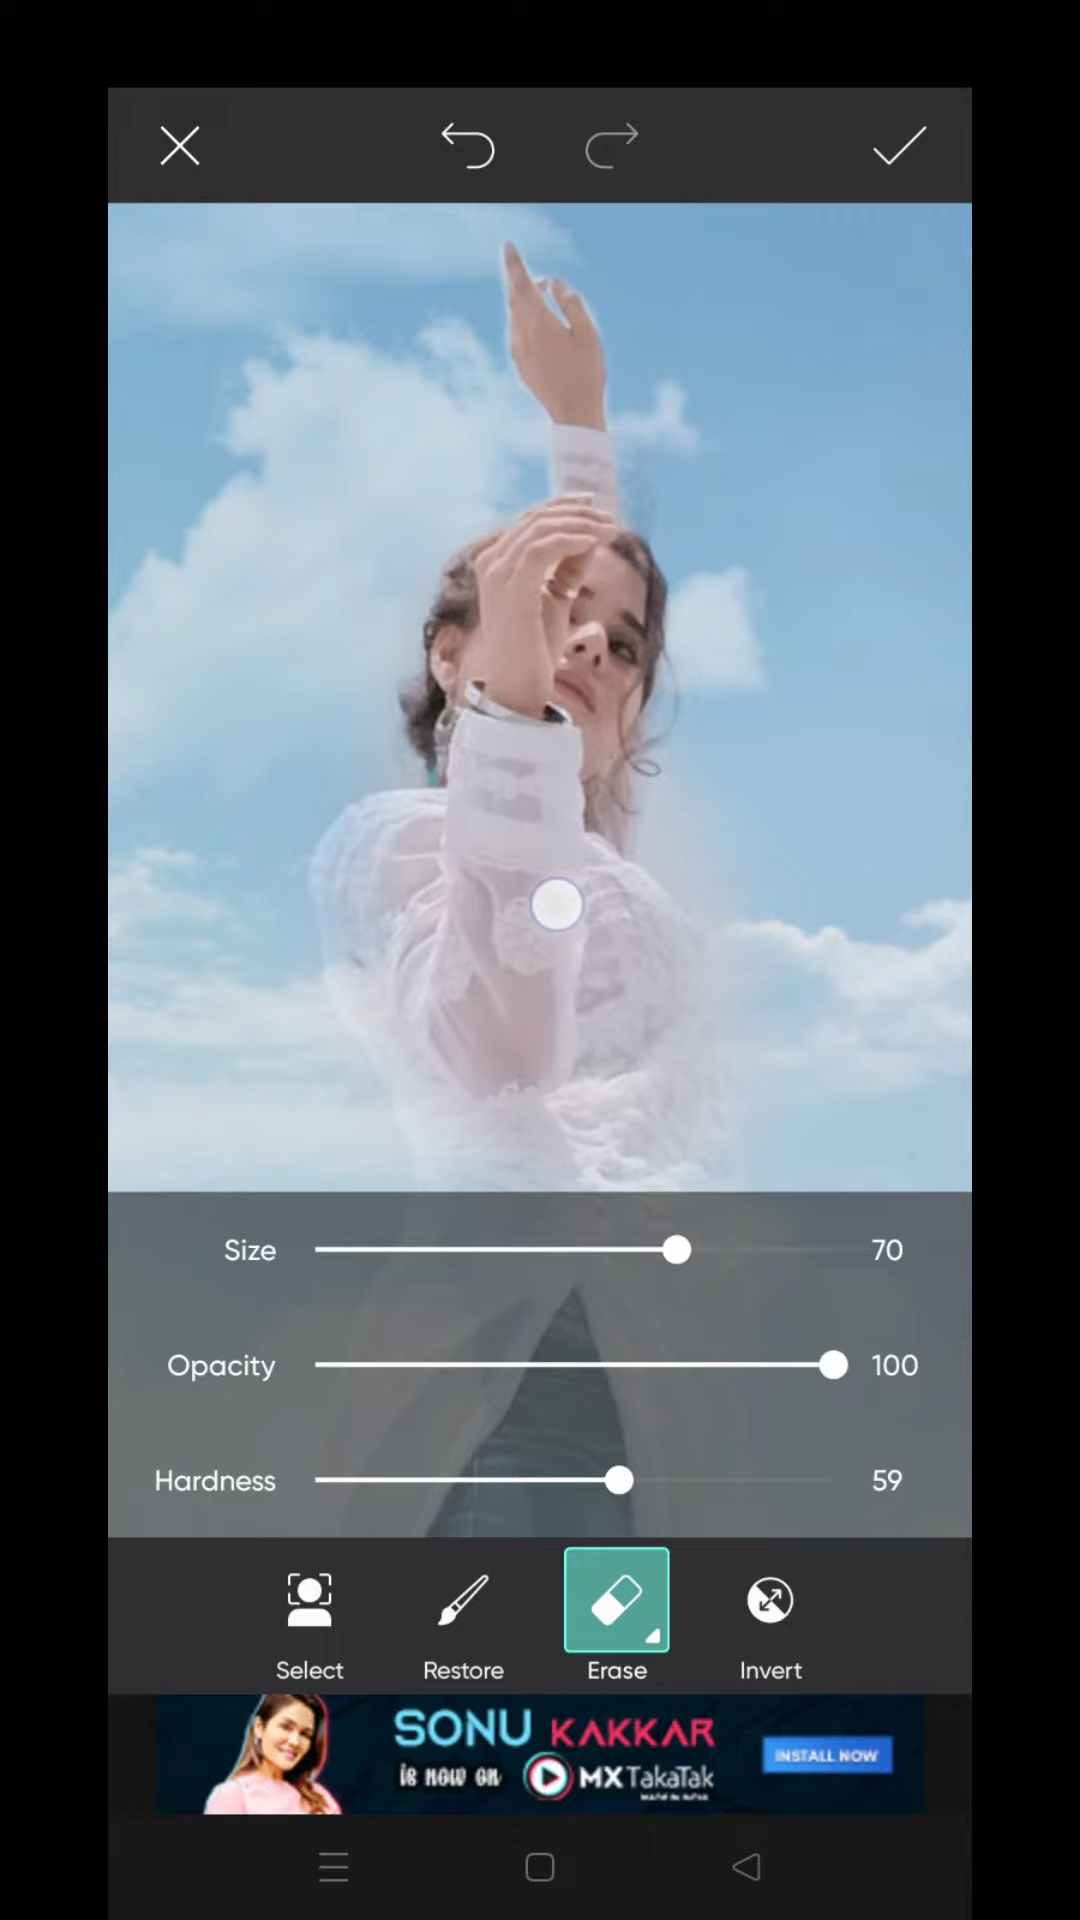 Size 70
Opacity 100
Hardness 59
Select Restore Erase Invert
SONU KAKKAR
is now on MX TakaTak
INSTALL NOW